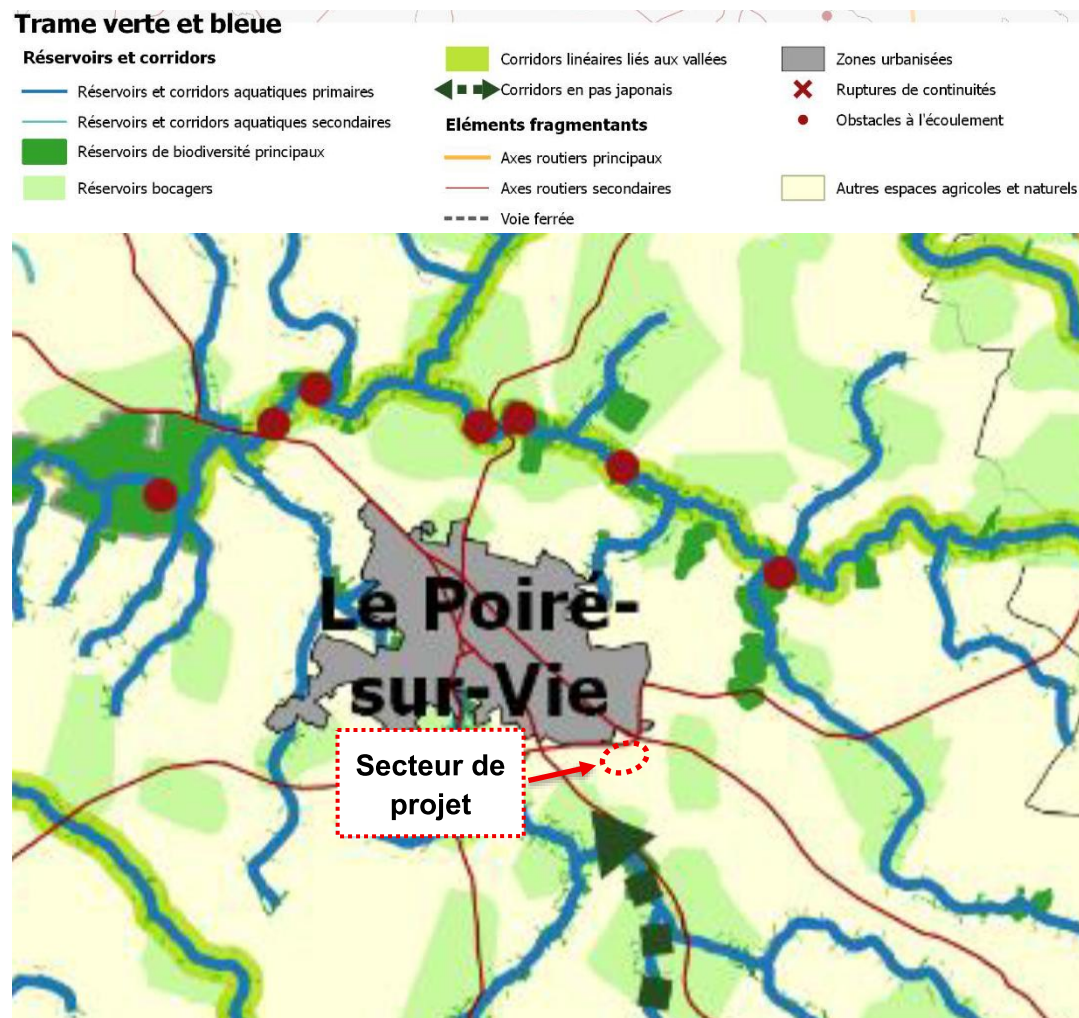 Trame verte et bleue
Réservoirs et corridors
Réservoirs et corridors aquatiques primaires
Réservoirs et corridors aquatiques secondaires
Réservoirs de biodiversité principaux
Réservoirs bocagers
Corridors linéaires liés aux vallées
Corridors en pas japonais
Eléments fragmentants
Axes routiers principaux
Axes routiers secondaires
Voie ferrée
Zones urbanisées
Ruptures de continuités
Obstacles à l'écoulement
Autres espaces agricoles et naturels
Le Poiré-
sur-Vie
Secteur de
projet